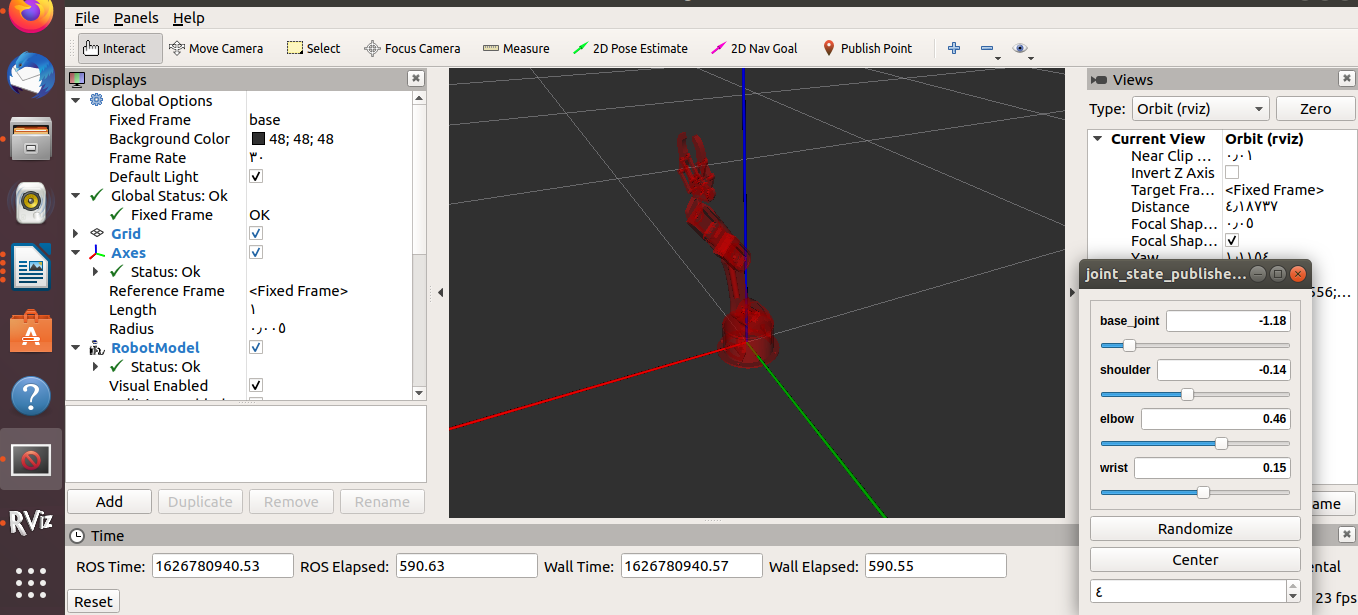 File Panels Help
Interact Move Camera Select Focus Camera Measure 2D Pose Estimate 2D Nav Goal Publish Point
Displays
Global Options
Fixed Frame base
Background Color 48; 48; 48
Frame Rate ٣٠
Default Light
Global Status: Ok
Fixed Frame OK
Grid
Axes
Status: Ok
Reference Frame <Fixed Frame>
Length ١
Radius ٠٫٠٠٥
RobotModel
Status: Ok
Visual Enabled
Add Duplicate Remove Rename
Views
Type: Orbit (rviz) Zero
Current View Orbit (rviz)
Near Clip ... ٠٫٠١
Invert Z Axis
Target Fra... <Fixed Frame>
Distance ٤٫١٨٧٣٧
Focal Shap... ٠٫٠٥
Focal Shap...
Yaw ١٫١١٥٤
556;...
ame
joint_state_publishe...
base_joint -1.18
shoulder -0.14
elbow 0.46
wrist 0.15
Randomize
Center
٤
Time
ROS Time: 1626780940.53 ROS Elapsed: 590.63 Wall Time: 1626780940.57 Wall Elapsed: 590.55
ental
Reset
23 fps
RViz